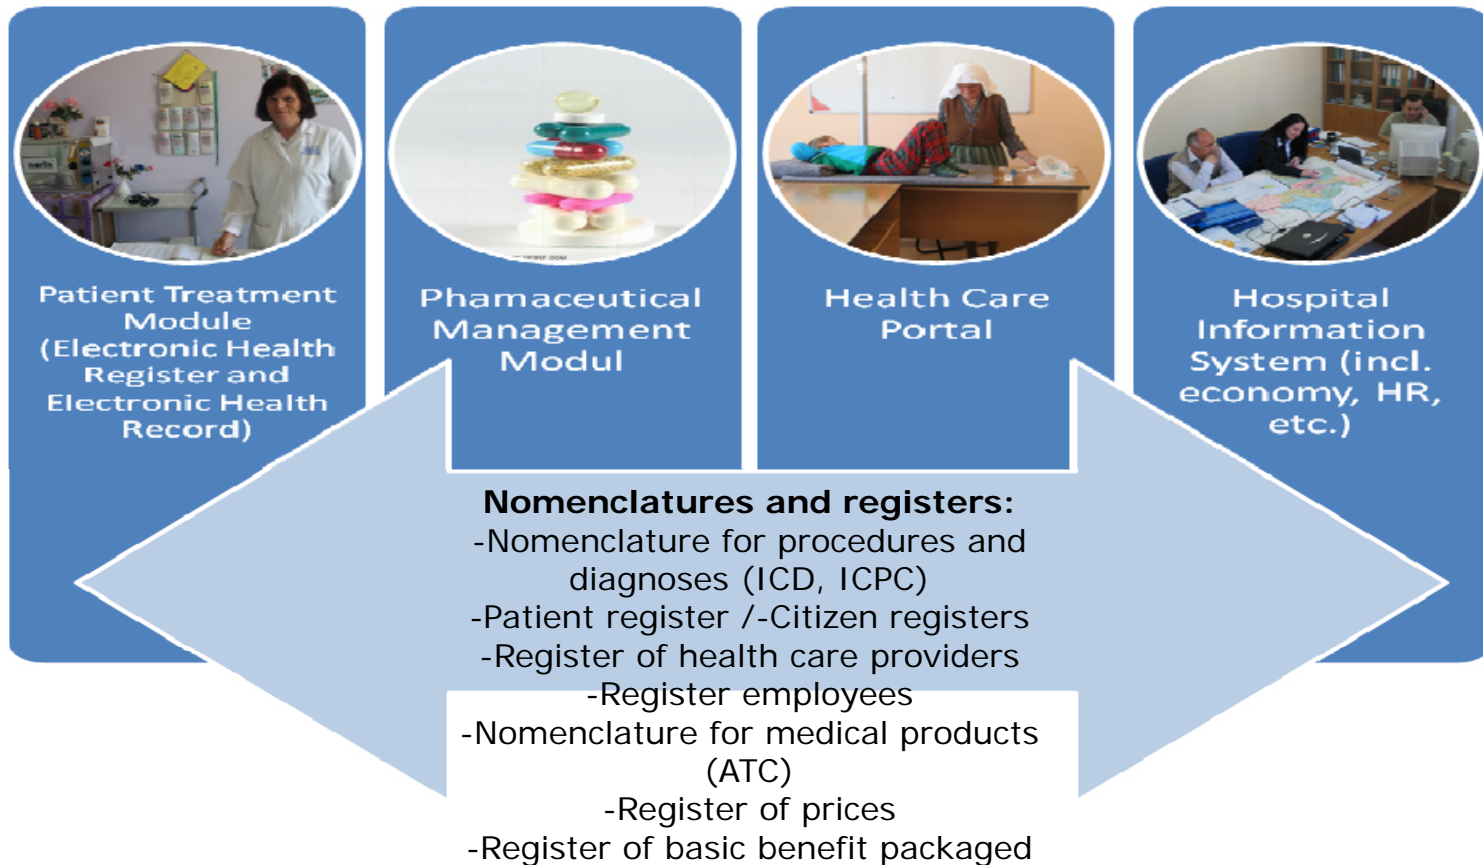 Patient Treatment
Module
(Electronic Health
Register and
Electronic Health
Record)
Phamaceutical
Management
Modul
Health Care
Portal
Hospital
Information
System (incl.
economy, HR,
etc.)
Nomenclatures and registers:
-Nomenclature for procedures and
diagnoses (ICD, ICPC)
-Patient register /-Citizen registers
-Register of health care providers
-Register employees
-Nomenclature for medical products
(ATC)
-Register of prices
-Register of basic benefit packaged